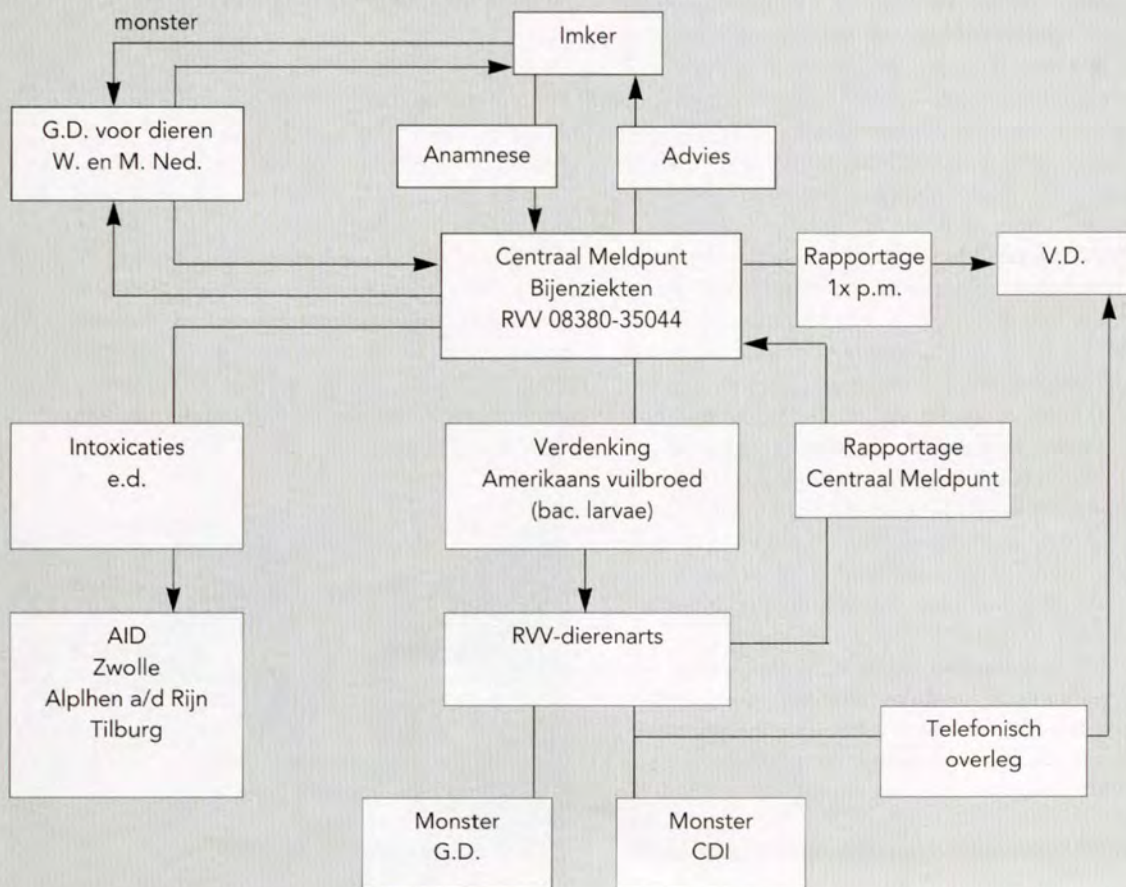 monster
Imker
G.D. voor dieren
W. en M. Ned.
Anamnese
Advies
Centraal Meldpunt
Bijenziekten
RVV 08380-35044
Rapportage
1x p.m.
V.D.
Intoxicaties
e.d.
Verdenking
Amerikaans vuilbroed
(bac. larvae)
Rapportage
Centraal Meldpunt
AID
Zwolle
Alplhen a/d Rijn
Tilburg
RVV-dierenarts
Telefonisch
overleg
Monster
G.D.
Monster
CDI